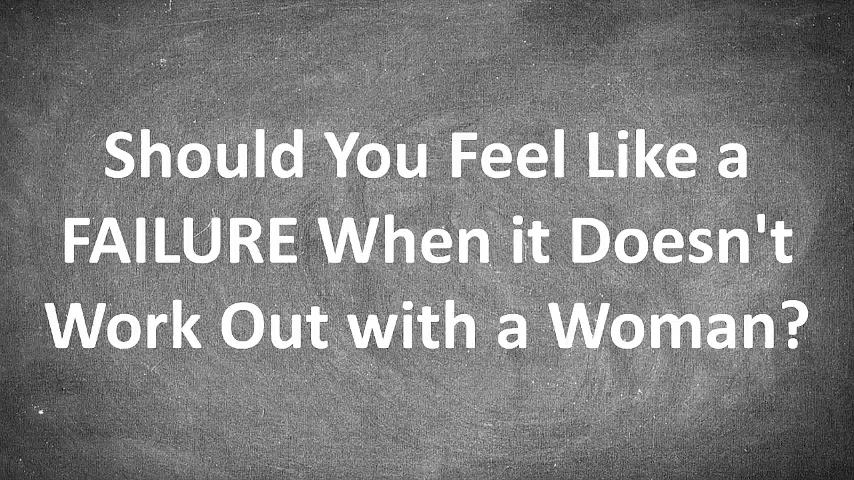 Should You Feel Like a
FAILURE When it Doesn't
Work Out with a Woman?